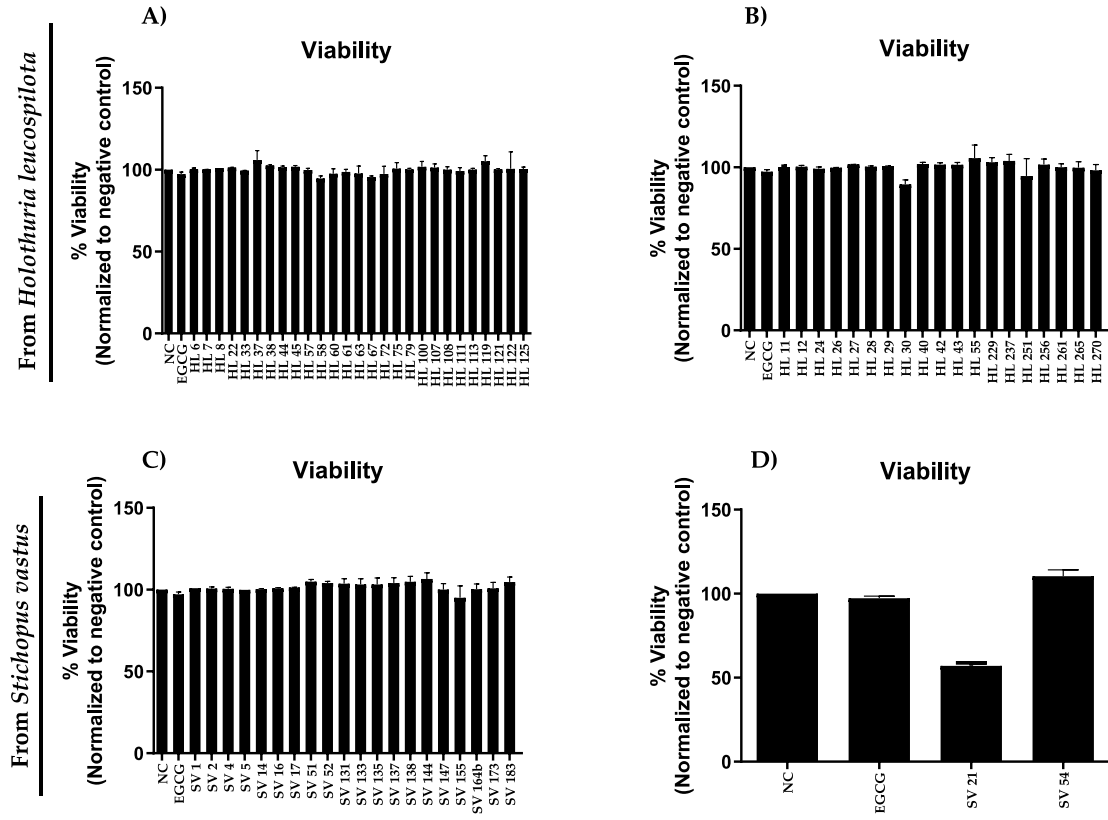 A)
Viability
From Holothuria leucospilota
% Viability
(Normalized to negative control)
150
100
50
0
NC
EGCG
HL 6
HL 7
HL 8
HL 22
HL 33
HL 37
HL 38
HL 44
HL 45
HL 57
HL 58
HL 60
HL 61
HL 63
HL 67
HL 72
HL 75
HL 79
HL 100
HL 107
HL 108
HL 111
HL 113
HL 119
HL 121
HL 122
HL 125
B)
Viability
% Viability
(Normalized to negative control)
150
100
50
0
NC
EGCG
HL 11
HL 12
HL 24
HL 26
HL 27
HL 28
HL 29
HL 30
HL 40
HL 42
HL 43
HL 55
HL 229
HL 237
HL 251
HL 256
HL 261
HL 265
HL 270
C)
Viability
From Stichopus vastus
% Viability
(Normalized to negative control)
150
100
50
0
NC
EGCG
SV 1
SV 2
SV 4
SV 5
SV 14
SV 16
SV 17
SV 51
SV 52
SV 131
SV 133
SV 135
SV 137
SV 138
SV 144
SV 147
SV 155
SV 164b
SV 173
SV 183
D)
Viability
% Viability
(Normalized to negative control)
150
100
50
0
NC
EGCG
SV 21
SV 54